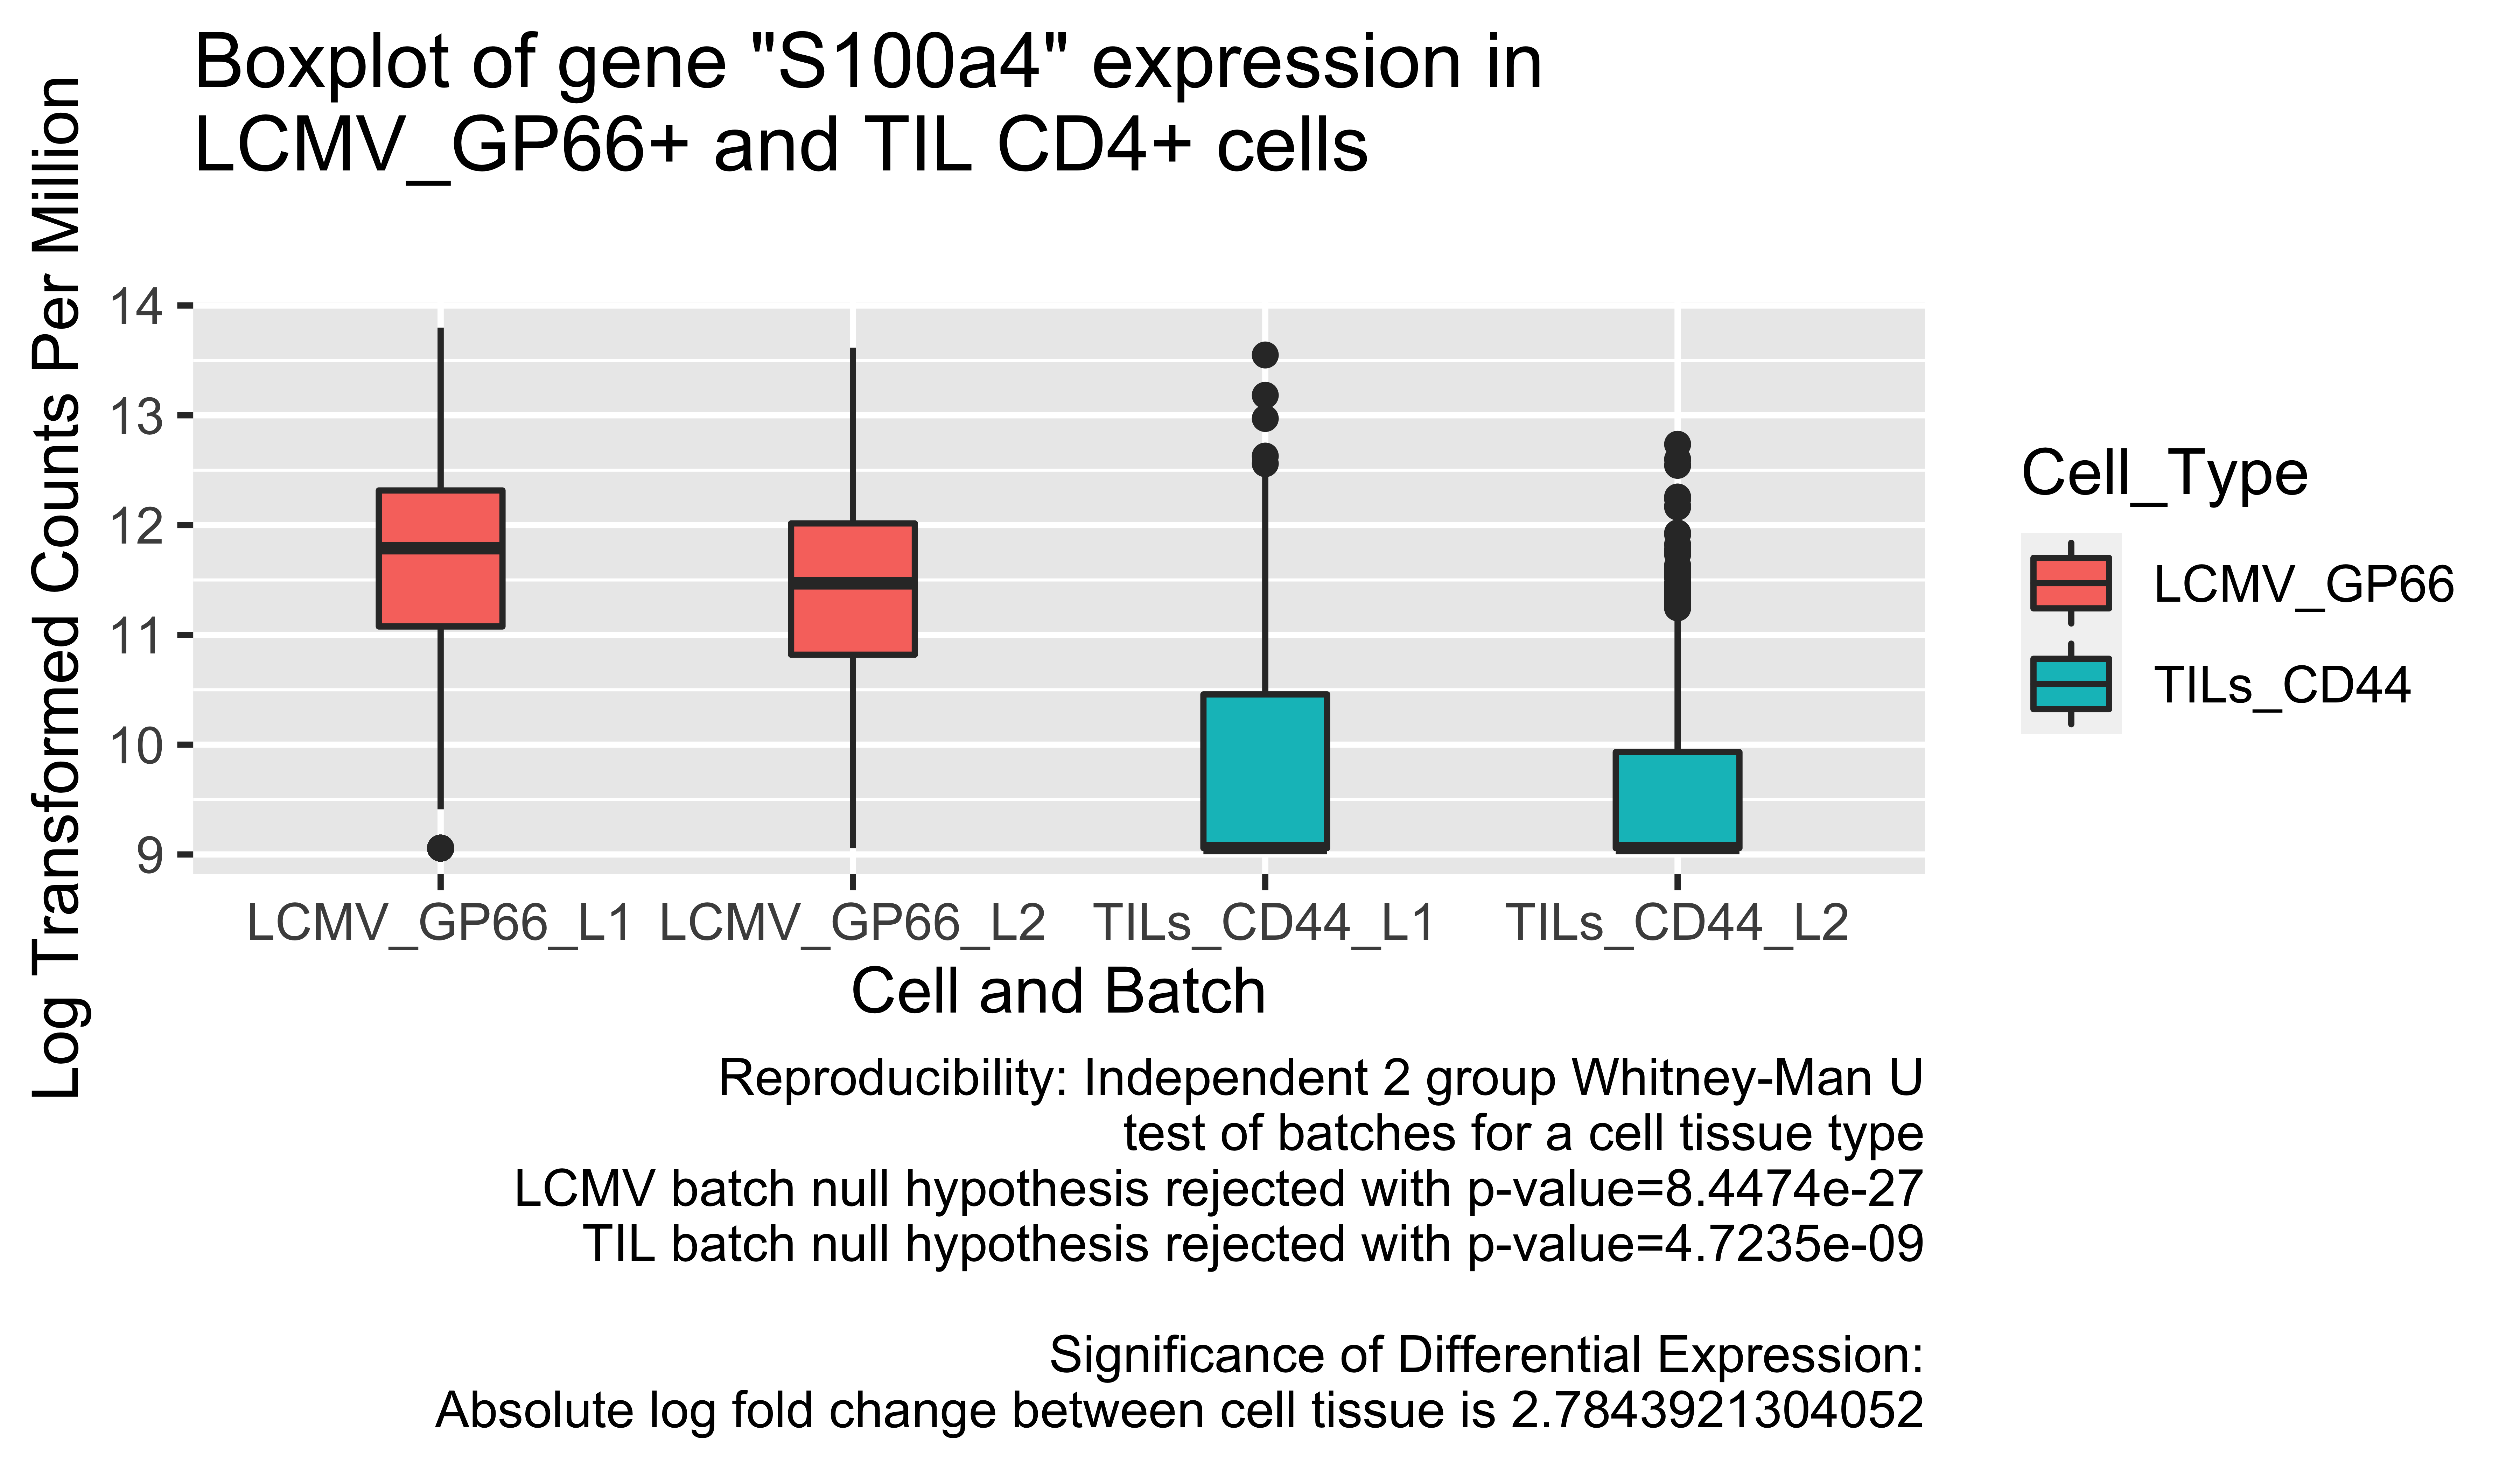 Boxplot of gene "S100a4" expression in
LCMV_GP66+ and TIL CD4+ cells
Log Transformed Counts Per Million
14
13
12
11
10
9
LCMV_GP66_L1
LCMV_GP66_L2
TILs_CD44_L1
TILs_CD44_L2
Cell and Batch
Cell_Type
LCMV_GP66
TILs_CD44
Reproducibility: Independent 2 group Whitney-Man U
test of batches for a cell tissue type
LCMV batch null hypothesis rejected with p-value=8.4474e-27
TIL batch null hypothesis rejected with p-value=4.7235e-09
Significance of Differential Expression:
Absolute log fold change between cell tissue is 2.7843921304052